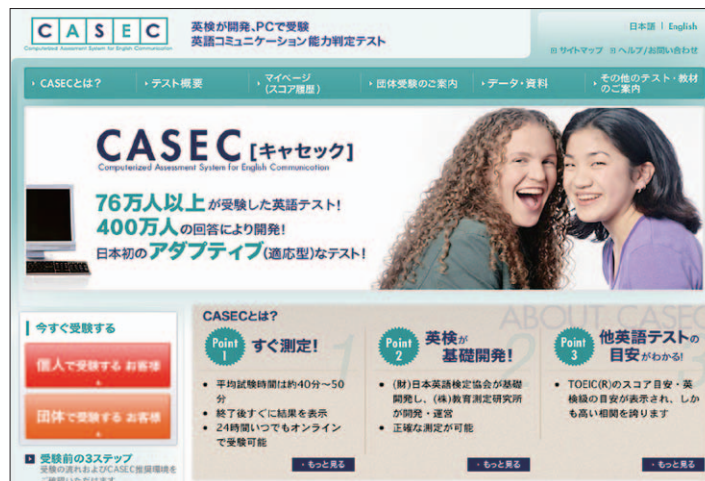 CASEC
Computerized Assessment System for English Communication
英検が開発、PCで受験
英語コミュニケーション能力判定テスト
日本語 | English
サイトマップ ヘルプ/お問い合わせ
CASECとは?
テスト概要
マイページ
(スコア履歴)
団体受験のご案内
データ・資料
その他のテスト・教材
のご案内
CASEC [キャセック]
Computerized Assessment System for English Communication
76万人以上が受験した英語テスト!
400万人の回答により開発!
日本初のアダプティブ(適応型)なテスト!
今すぐ受験する
個人で受験する お客様
団体で受験する お客様
受験前の3ステップ
受験の流れおよびCASEC推奨環境を
ABOUT CASEC
CASECとは?
Point
1
すぐ測定!
1
• 平均試験時間は約40分~50
分
• 終了後すぐに結果を表示
• 24時間いつでもオンライン
で受験可能
もっと見る
Point
2
英検が
基礎開発!
2
• (財)日本英語検定協会が基礎
開発し、(株)教育測定研究所
が開発・運営
• 正確な測定が可能
もっと見る
Point
3
他英語テストの
目安がわかる!
3
• TOEIC(R)のスコア目安・英
検級の目安が表示され、しか
も高い相関を誇ります
もっと見る